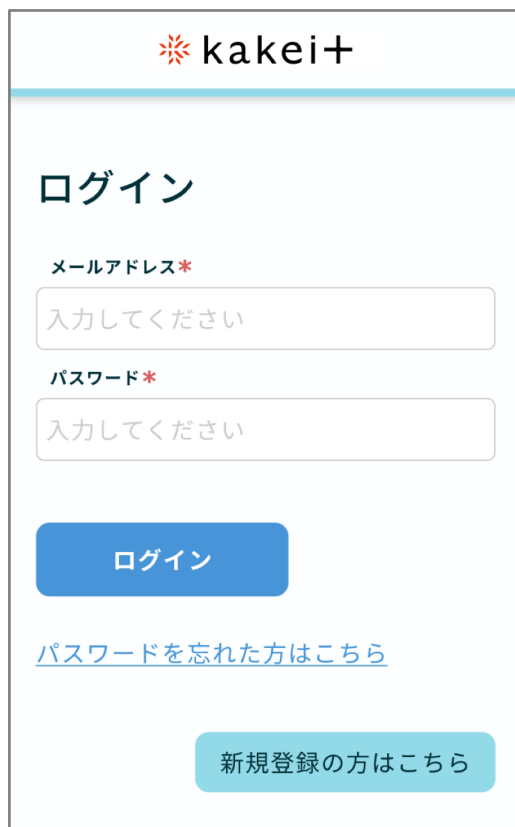 kakei+
ログイン
メールアドレス*
入力してください
パスワード*
入力してください
ログイン
パスワードを忘れた方はこちら
新規登録の方はこちら